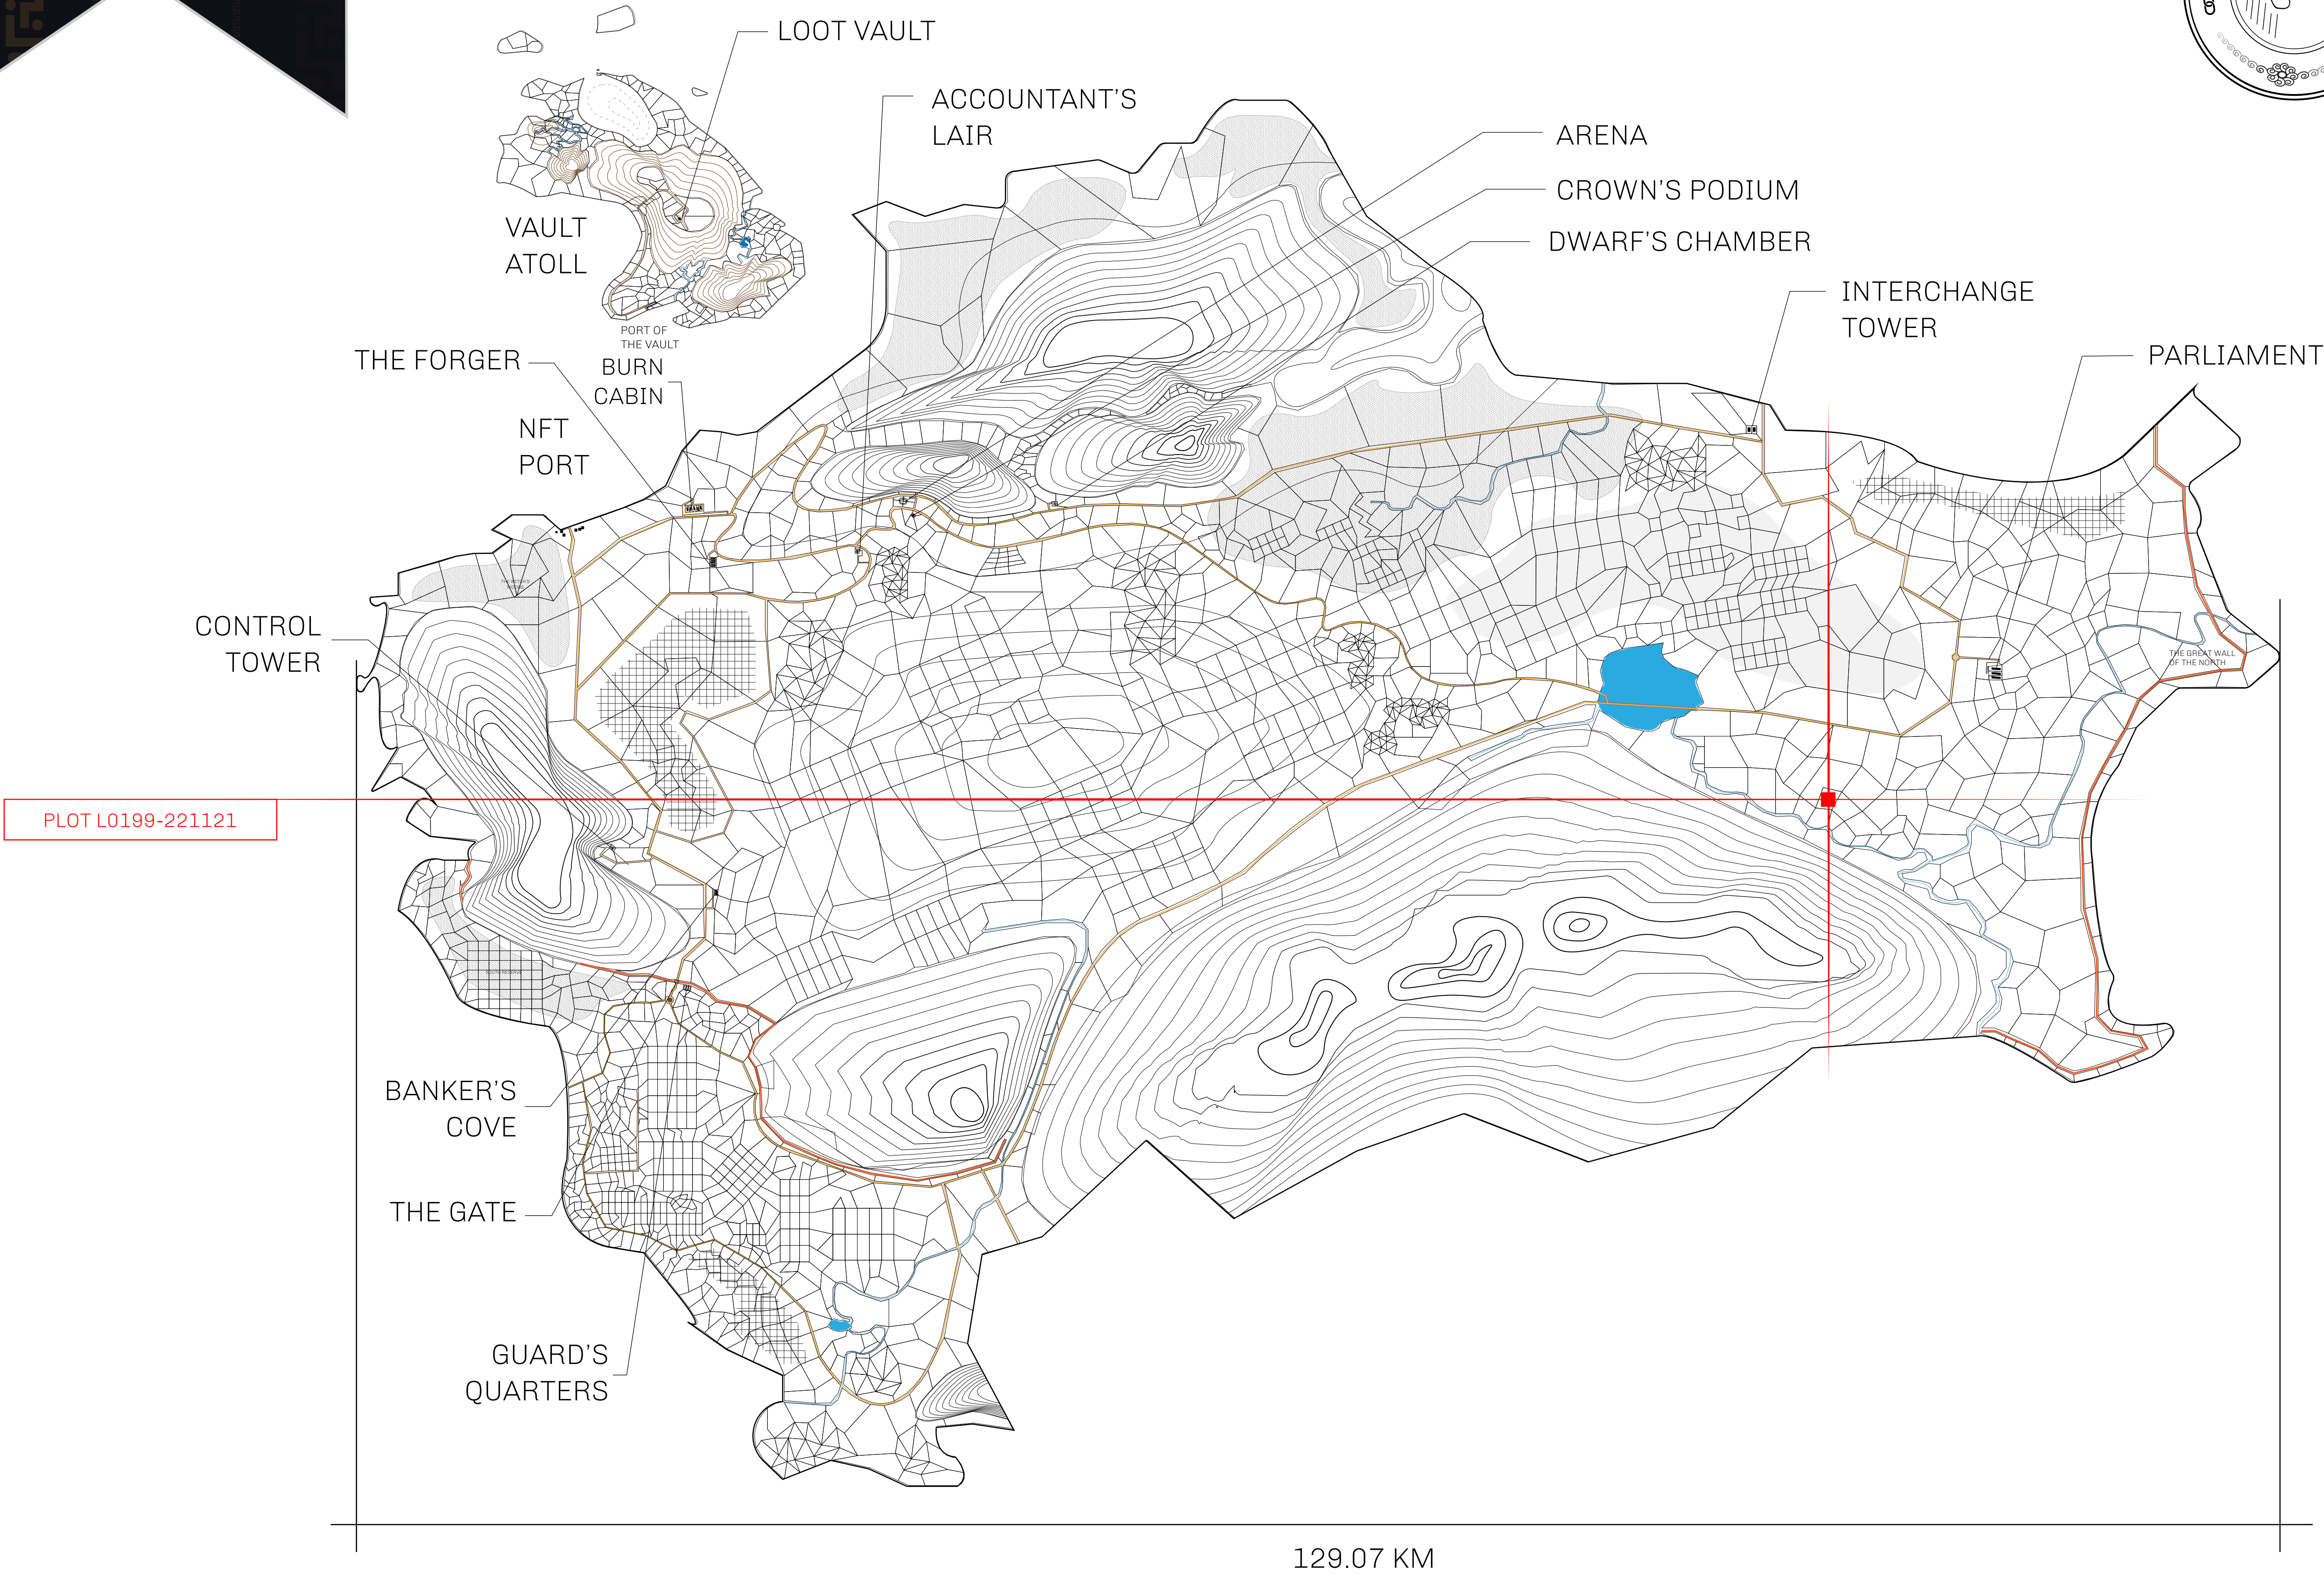 LOOT VAULT
ACCOUNTANT'S
LAIR
ARENA
CROWN'S PODIUM
DWARF'S CHAMBER
VAULT
ATOLL
INTERCHANGE
TOWER
PORT OF
THE VAULT
PARLIAMENT
THE FORGER
BURN
CABIN
NFT
PORT
CONTROL
TOWER
THE GREAT WALL
OF THE NORTH
PLOT L0199-221121
SOUTH RESERVE
BANKER'S
COVE
THE GATE
GUARD'S
QUARTERS
129.07 KM